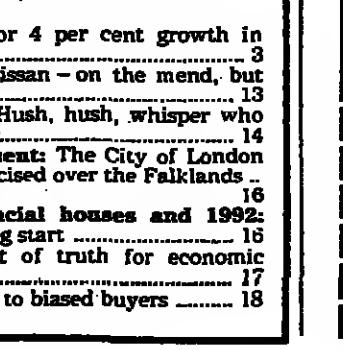 or 4 per cent growth in
........ 3
issan – on the mend, but
........ 13
Hush, hush, whisper who
........ 14
ent: The City of London
cised over the Falklands ..
16
cial houses and 1992:
g start ........ 16
t of truth for economic
........ 17
to biased buyers ........ 18